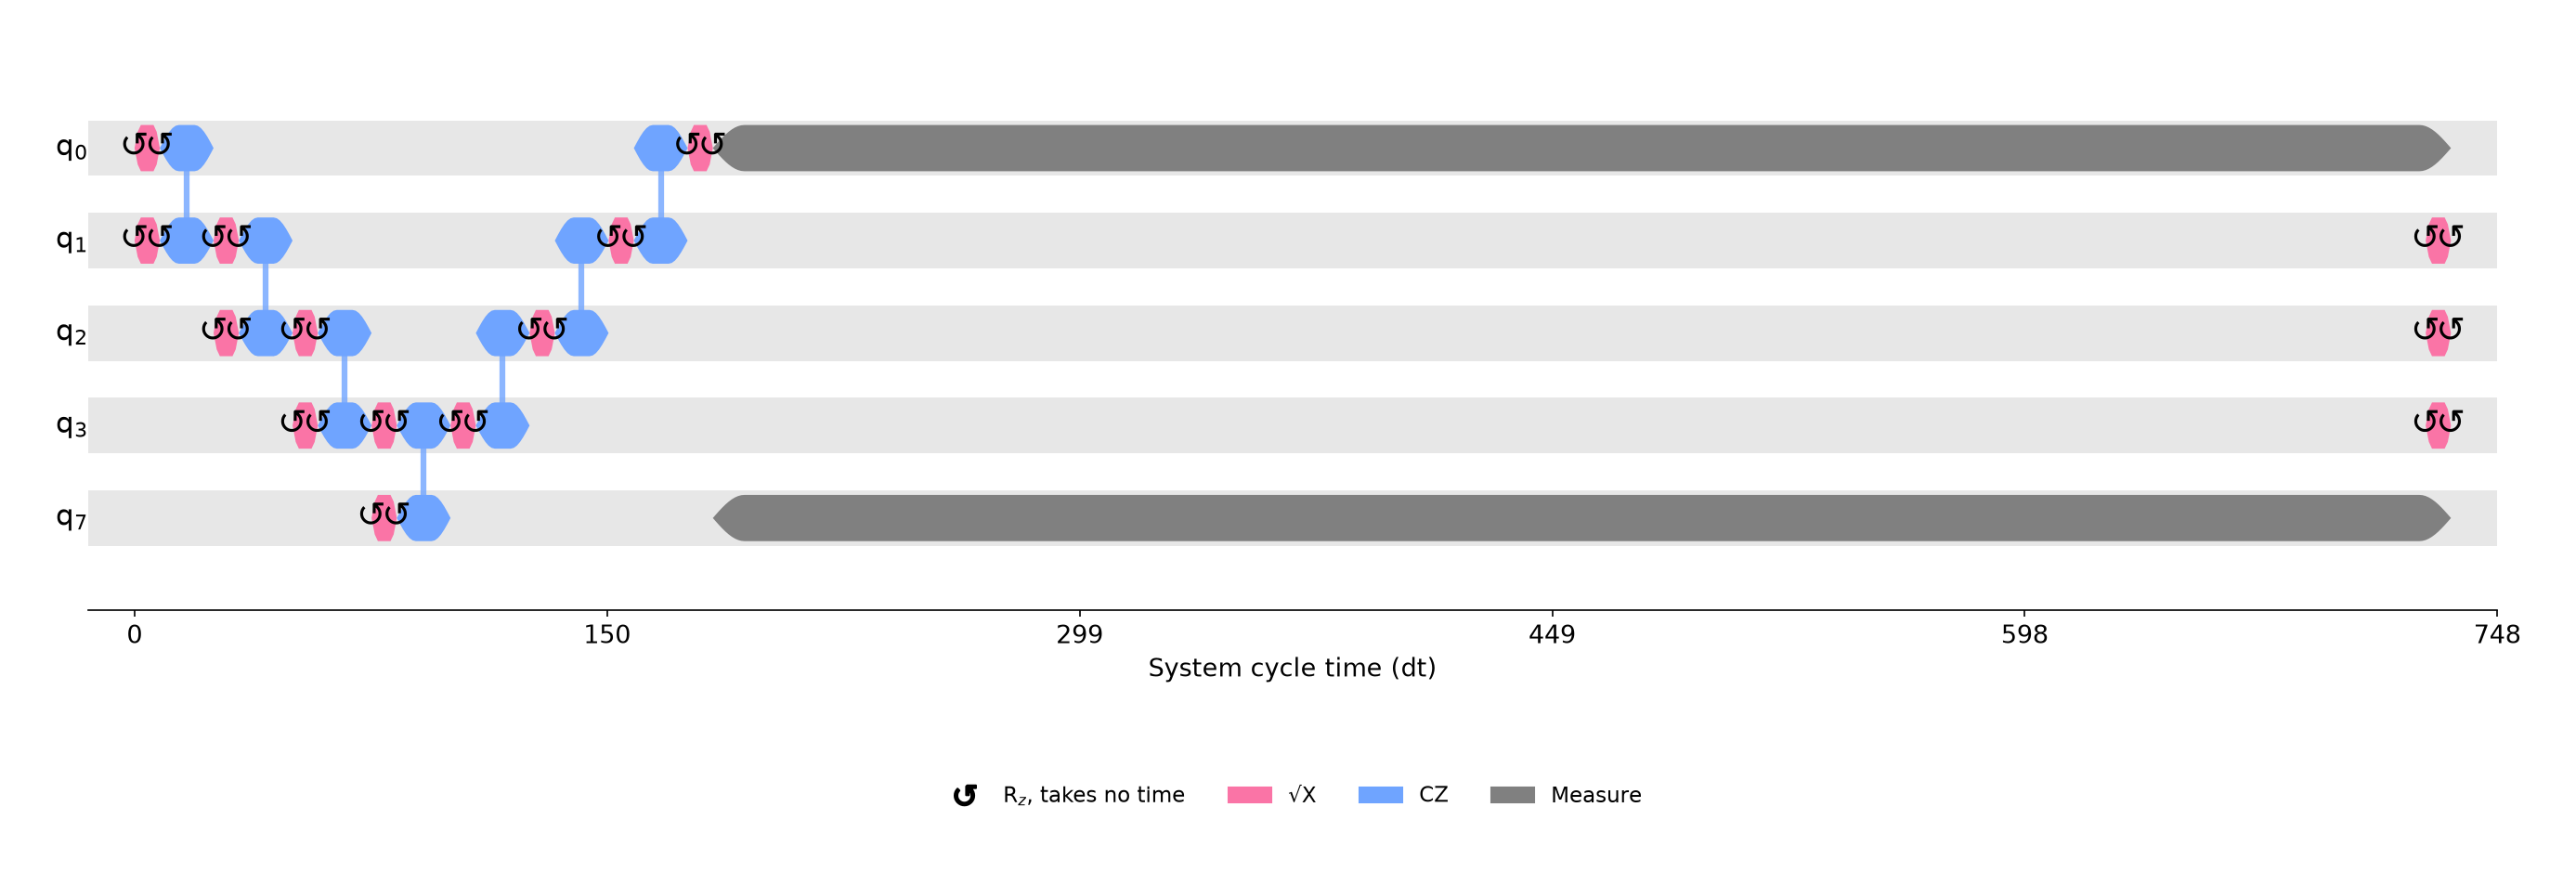 q₀
q₁
q₂
q₃
q₇
0 150 299 449 598 748
System cycle time (dt)
↺ R_z, takes no time √X CZ Measure